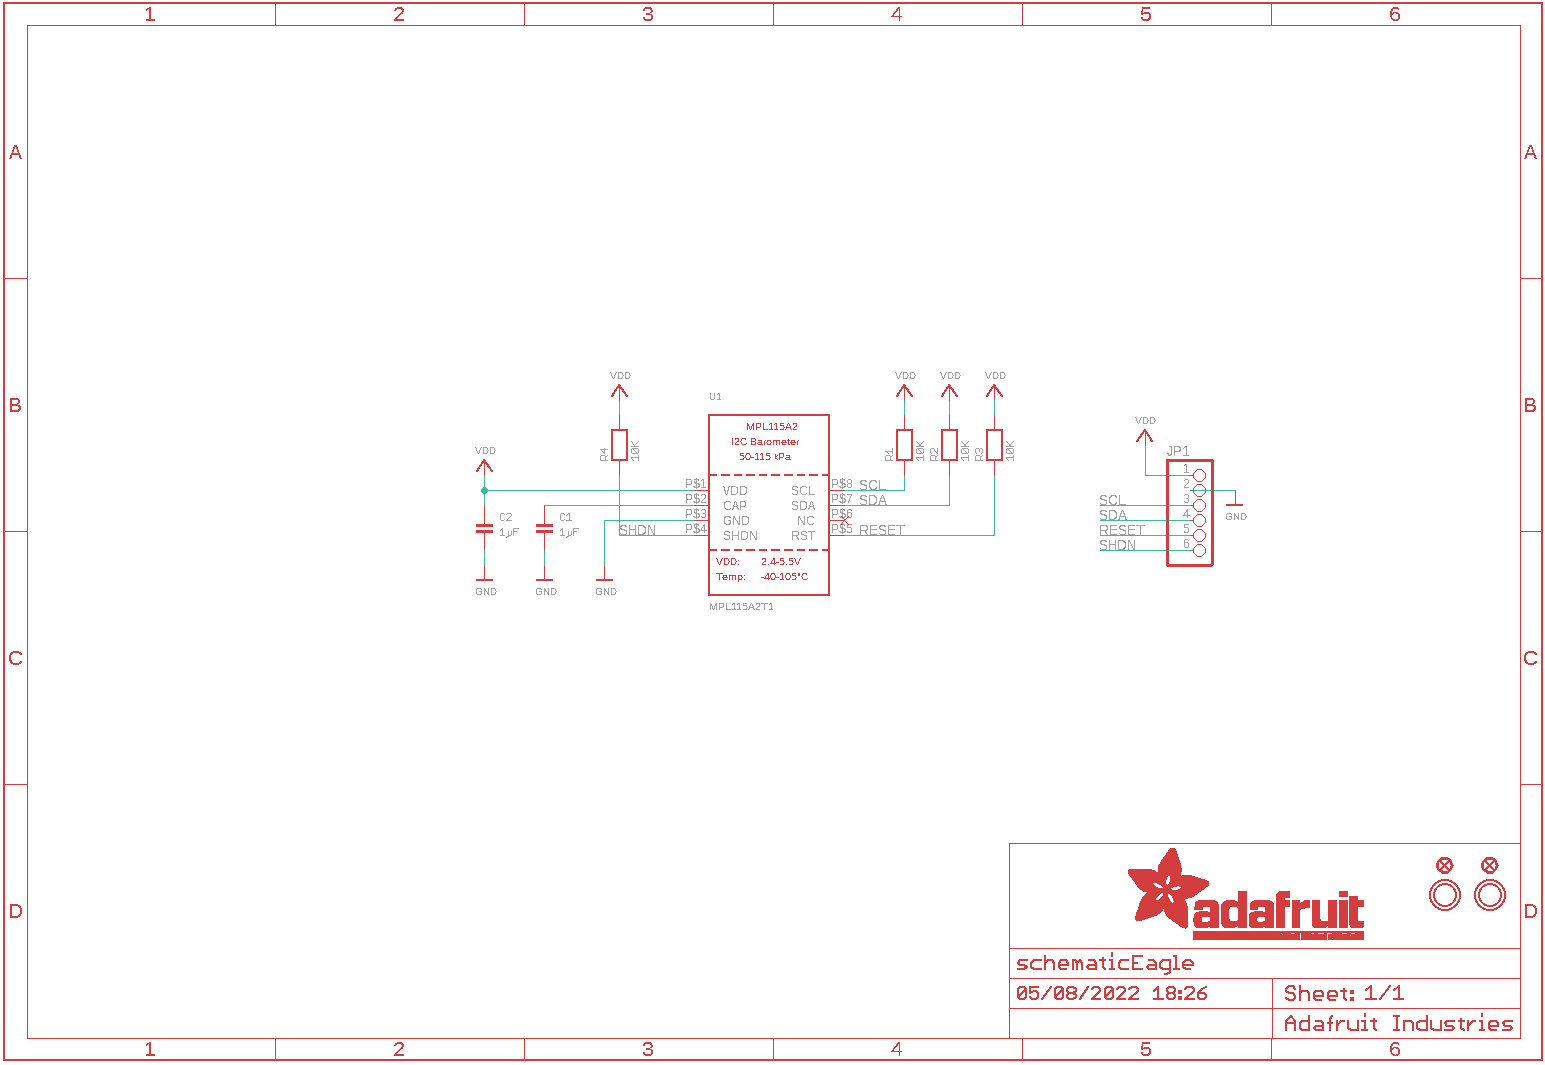 1 2 3 4 5 6
A A
VDD VDD VDD VDD
B B
U1
MPL115A2
I2C Barometer
50-115 kPa
R4 10K
R1 10K R2 10K R3 10K
VDD
VDD
JP1
P$1 VDD SCL P$8 SCL
P$2 CAP SDA P$7 SDA
P$3 GND NC P$6
SHDN P$4 SHDN RST P$5 RESET
C2 C1
1µF 1µF
VDD: 2.4-5.5V
Temp: -40-105°C
GND GND GND
MPL115A2T1
1
2
SCL 3
SDA 4
RESET 5
SHDN 6
GND
C C
D D
adafruit
schematicEagle
05/08/2022 18:26 Sheet: 1/1
Adafruit Industries
1 2 3 4 5 6